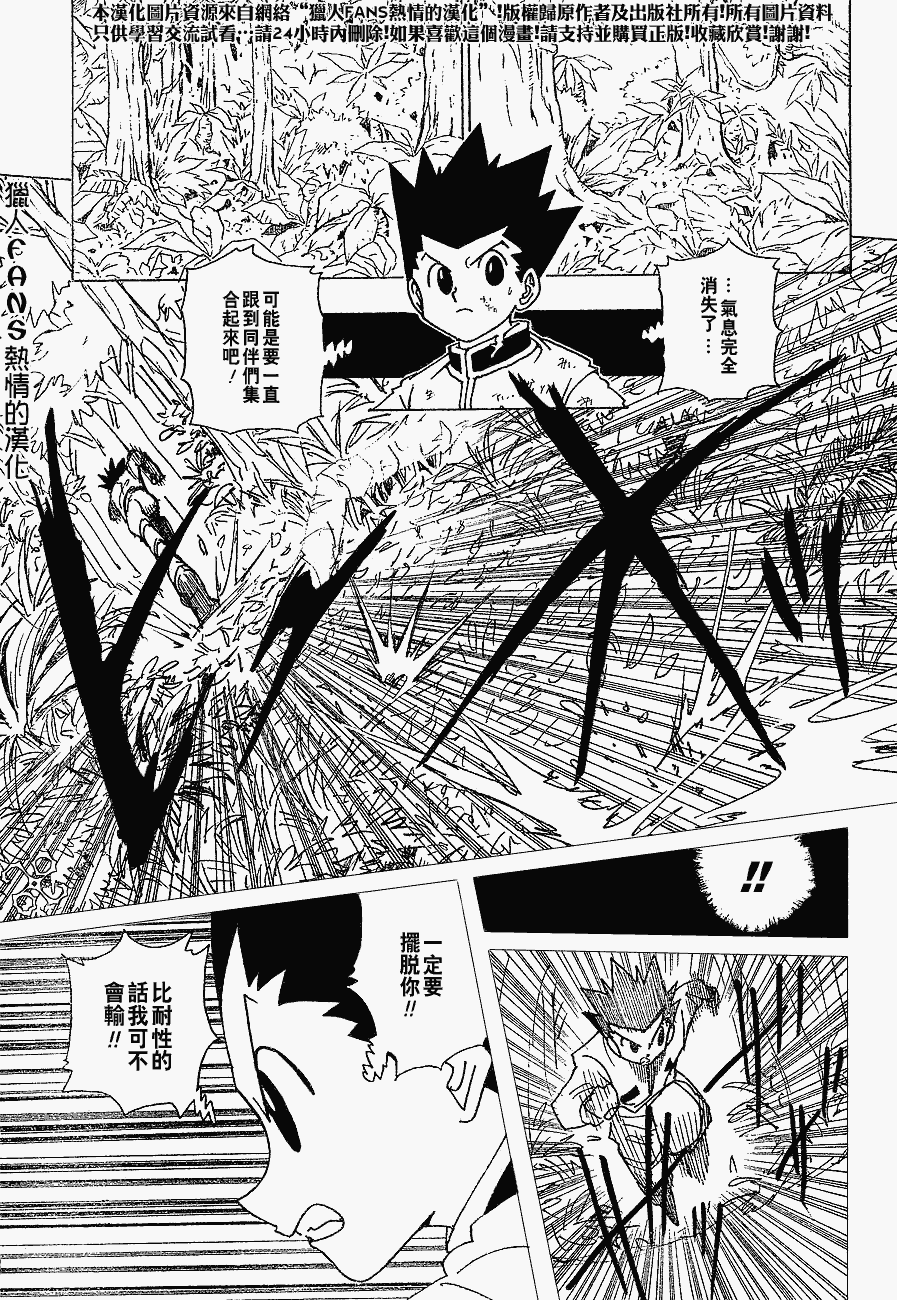 本漢化圖片資源來自網絡“獵人FANS熱情的漢化”!版權歸原作者及出版社所有!所有圖片資料
只供學習交流試看…請24小時內刪除!如果喜歡這個漫畫!請支持並購買正版!收藏欣賞!謝謝!
獵人FANS熱情的漢化
…氣息完全
消失了…
可能是要一直
跟到同伴們集
合起來吧!!
!!
一定要
擺脫你!!
比耐性的
話我可不
會輸!!